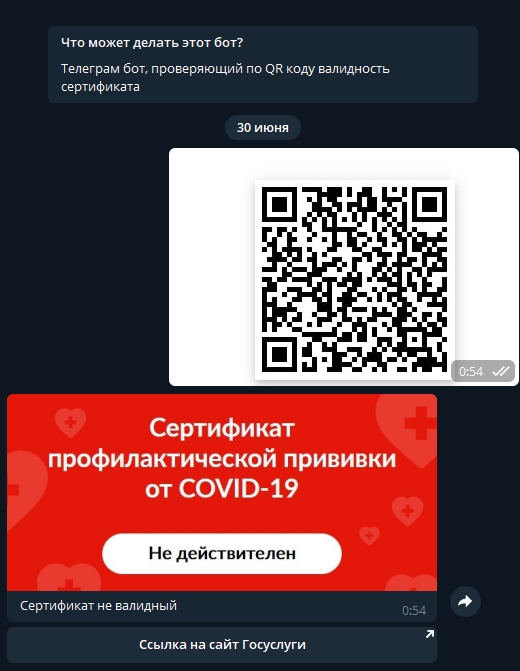 Что может делать этот бот?
Телеграм бот, проверяющий по QR коду валидность
сертификата
30 июня
0:54
Сертификат
профилактической прививки
от COVID-19
Не действителен
Сертификат не валидный
0:54
Ссылка на сайт Госуслуги